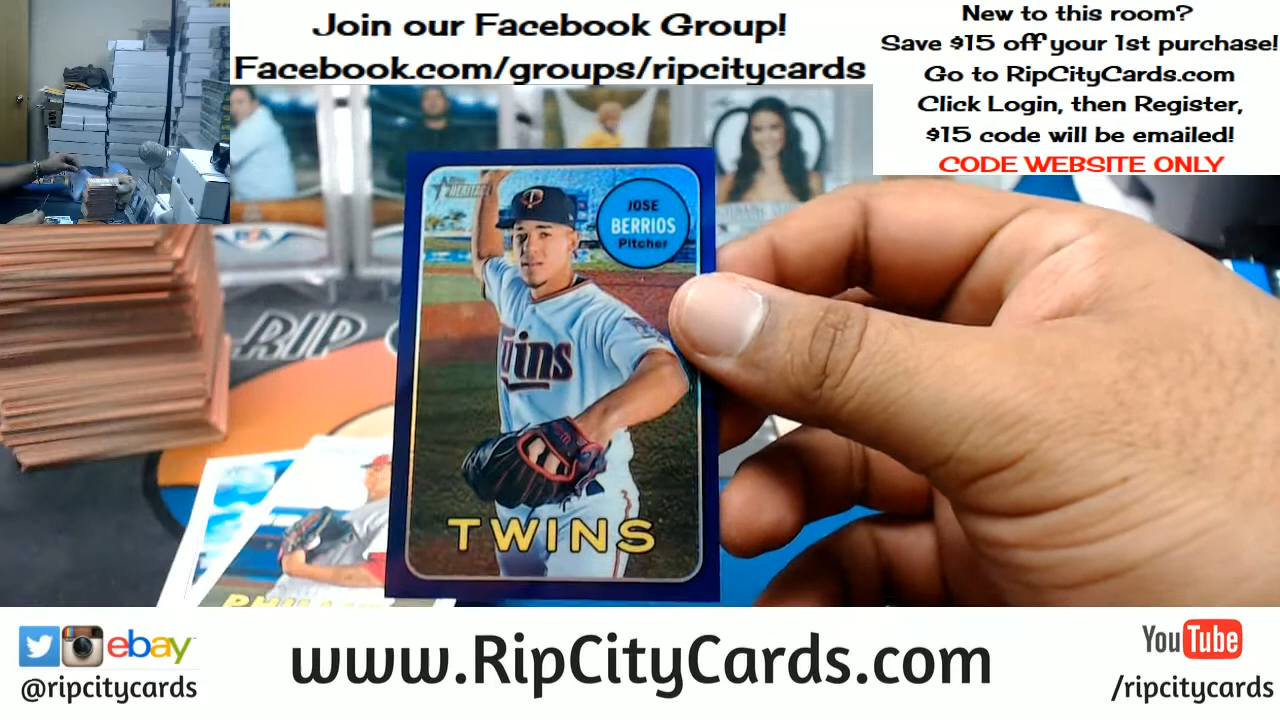 Join our Facebook Group!
Facebook.com/groups/ripcitycards
New to this room?
Save $15 off your 1st purchase!
Go to RipCityCards.com
Click Login, then Register,
$15 code will be emailed!
CODE WEBSITE ONLY
HERITAGE
JOSE
BERRIOS
Pitcher
Twins
TWINS
RIP
@ripcitycards
ebay
www.RipCityCards.com
YouTube
/ripcitycards